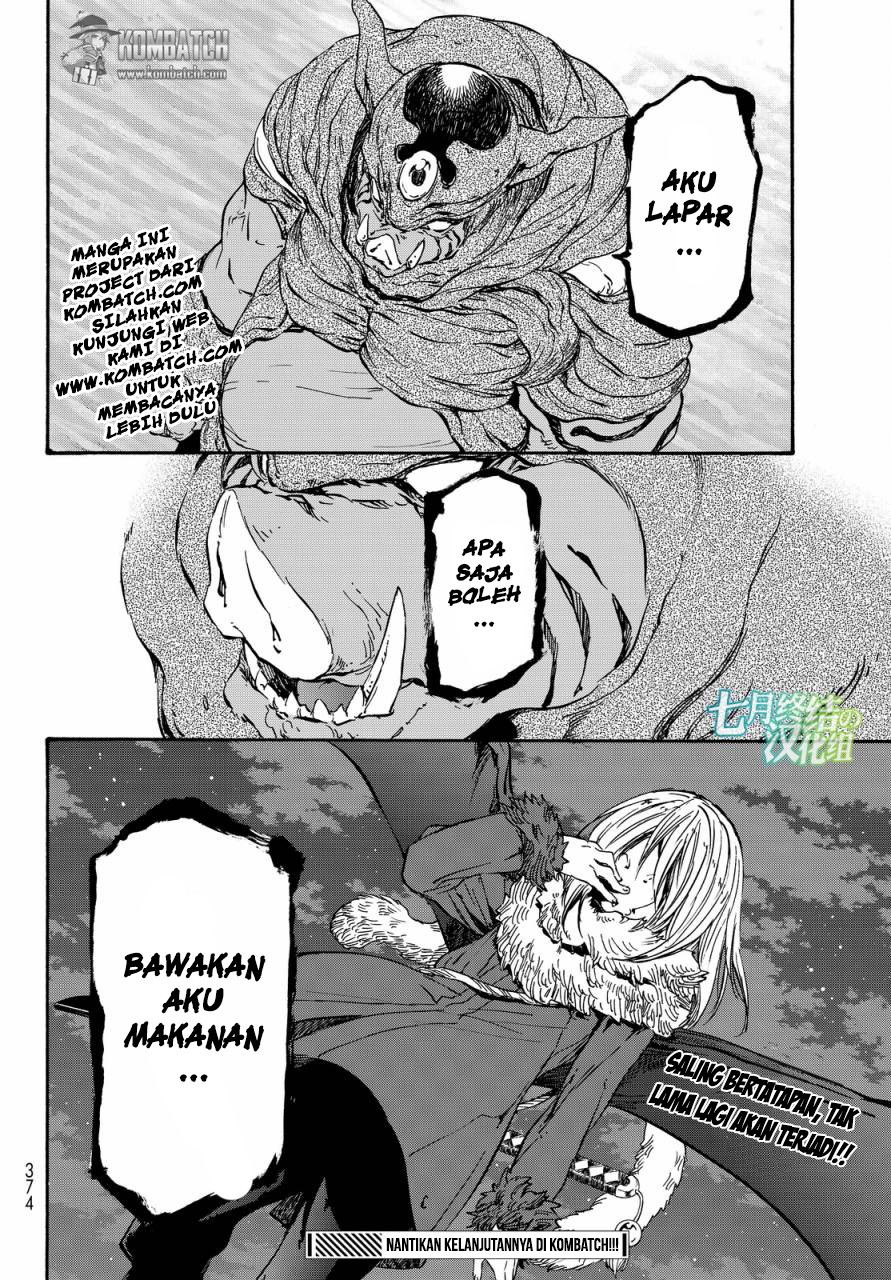 KOMBATCH
www.kombatch.com
AKU
LAPAR
...
MANGA INI
MERUPAKAN
PROJECT DARI
KOMBATCH.COM
SILAHKAN
KUNJUNGI WEB
KAMI DI
WWW.KOMBATCH.COM
UNTUK
MEMBACANYA
LEBIH DULU
APA
SAJA
BOLEH
...
七月终结の
汉化组
BAWAKAN
AKU
MAKANAN
...
SALING BERTATAPAN, TAK
LAMA LAGI AKAN TERJADI!!
374
NANTIKAN KELANJUTANNYA DI KOMBATCH!!!